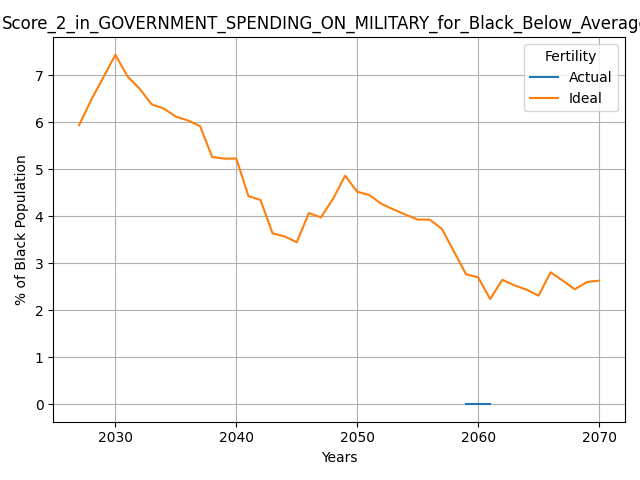 Score_2_in_GOVERNMENT_SPENDING_ON_MILITARY_for_Black_Below_Average
Fertility
Actual
Ideal
% of Black Population
7
6
5
4
3
2
1
0
2030 2040 2050 2060 2070
Years